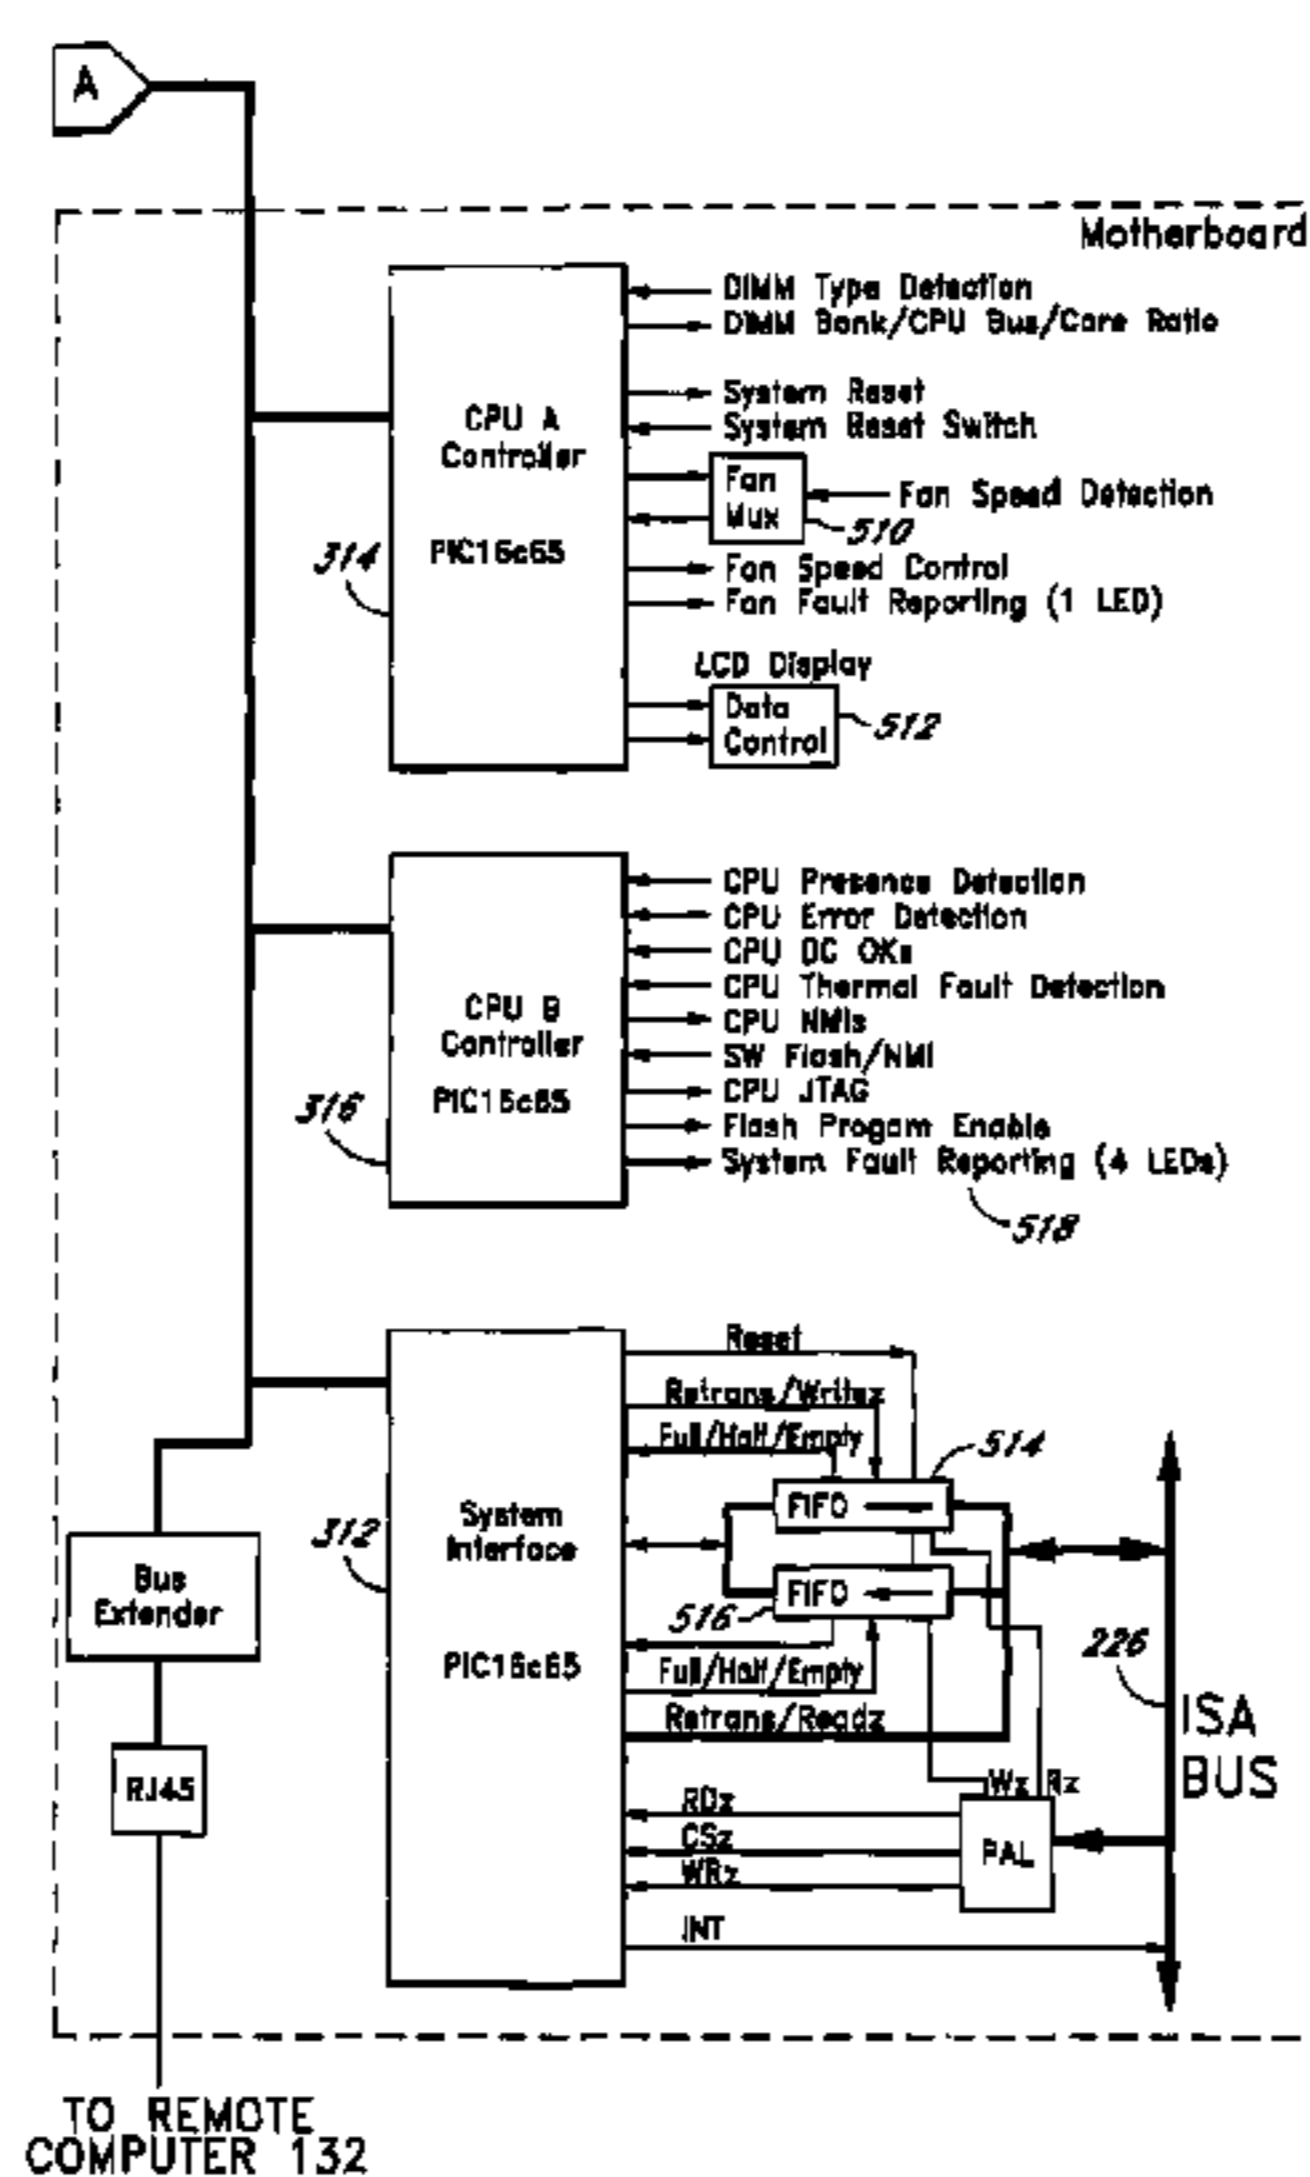 A
Motherboard
DIMM Type Detection
DIMM Bank/CPU Bus/Core Ratio
System Reset
System Reset Switch
CPU A
Controller
PIC16c65
314
Fan
Mux
Fan Speed Detection
510
Fan Speed Control
Fan Fault Reporting (1 LED)
LCD Display
Data
Control
512
CPU Presence Detection
CPU Error Detection
CPU DC OKs
CPU Thermal Fault Detection
CPU NMIs
SW Flash/NMI
CPU JTAG
Flash Progam Enable
System Fault Reporting (4 LEDs)
518
CPU B
Controller
PIC16c65
316
Reset
Retrans/Writez
Full/Half/Empty
514
FIFO
System
Interface
312
FIFO
516
PIC16c65
Full/Half/Empty
Retrans/Readz
Bus
Extender
RJ45
226
ISA
BUS
Wz Rz
RDz
CSz
WRz
PAL
INT
TO REMOTE
COMPUTER 132